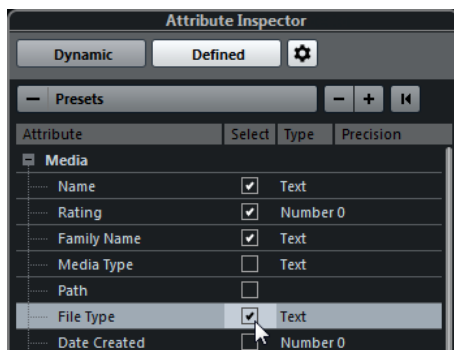 Attribute Inspector
Dynamic Defined
Presets
Attribute Select Type Precision
Media
Name Text
Rating Number 0
Family Name Text
Media Type Text
Path
File Type Text
Date Created Number 0